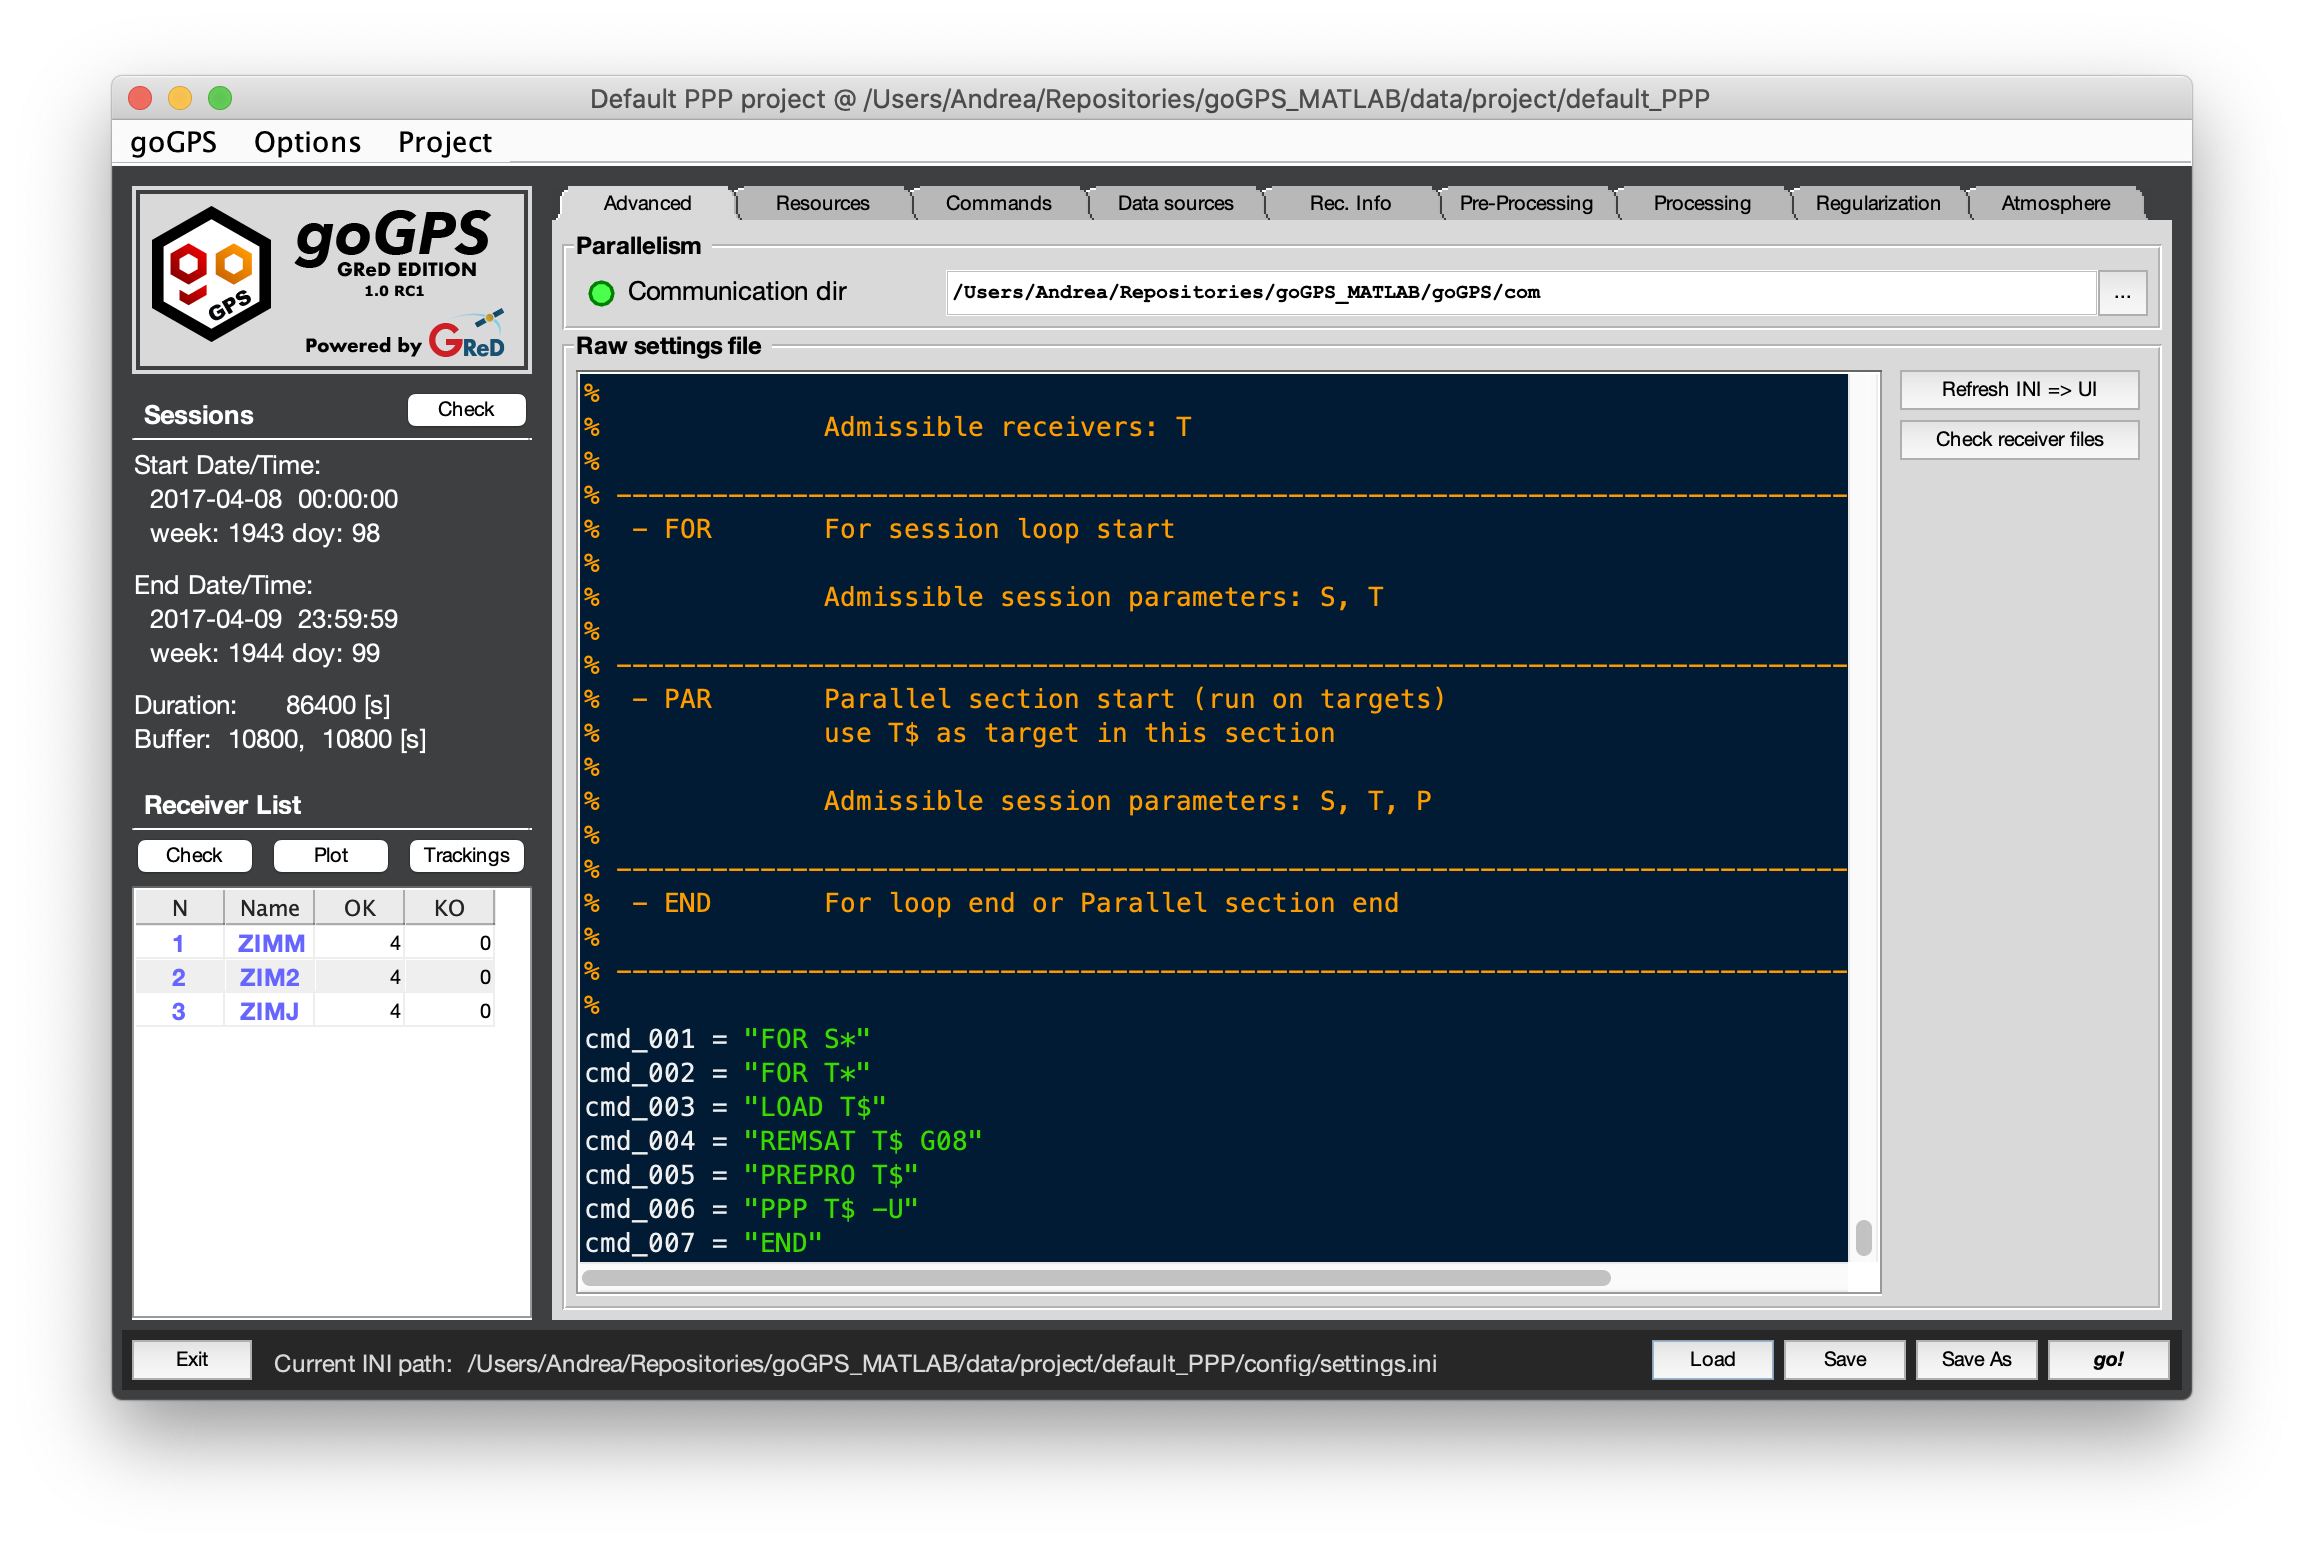 Default PPP project @ /Users/Andrea/Repositories/goGPS_MATLAB/data/project/default_PPP
goGPS Options Project
goGPS
GReD EDITION
1.0 RC1
Powered by GReD
go GPS
Sessions Check
Start Date/Time:
2017-04-08 00:00:00
week: 1943 doy: 98
End Date/Time:
2017-04-09 23:59:59
week: 1944 doy: 99
Duration: 86400 [s]
Buffer: 10800, 10800 [s]
Receiver List
Check Plot Trackings
N Name OK KO
1 ZIMM 4 0
2 ZIM2 4 0
3 ZIMJ 4 0
Advanced Resources Commands Data sources Rec. Info Pre-Processing Processing Regularization Atmosphere
Parallelism
Communication dir /Users/Andrea/Repositories/goGPS_MATLAB/goGPS/com ...
Raw settings file
Refresh INI => UI
Check receiver files
%
% Admissible receivers: T
%
% -----------------------------------------------------------------------------
% - FOR For session loop start
%
% Admissible session parameters: S, T
%
% -----------------------------------------------------------------------------
% - PAR Parallel section start (run on targets)
% use T$ as target in this section
%
% Admissible session parameters: S, T, P
%
% -----------------------------------------------------------------------------
% - END For loop end or Parallel section end
%
% -----------------------------------------------------------------------------
%
cmd_001 = "FOR S*"
cmd_002 = "FOR T*"
cmd_003 = "LOAD T$"
cmd_004 = "REMSAT T$ G08"
cmd_005 = "PREPRO T$"
cmd_006 = "PPP T$ -U"
cmd_007 = "END"
Exit Current INI path: /Users/Andrea/Repositories/goGPS_MATLAB/data/project/default_PPP/config/settings.ini Load Save Save As go!